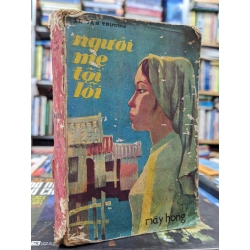 người
mẹ
tội
lỗi
mây hồng